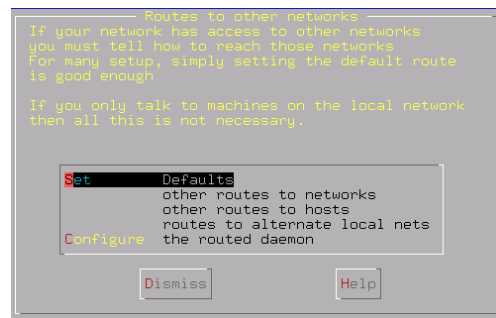 Routes to other networks
If your network has access to other networks
you must tell how to reach those networks
For many setup, simply setting the default route
is good enough
If you only talk to machines on the local network
then all this is not necessary.
Set Defaults
other routes to networks
other routes to hosts
routes to alternate local nets
Configure the routed daemon
Dismiss Help